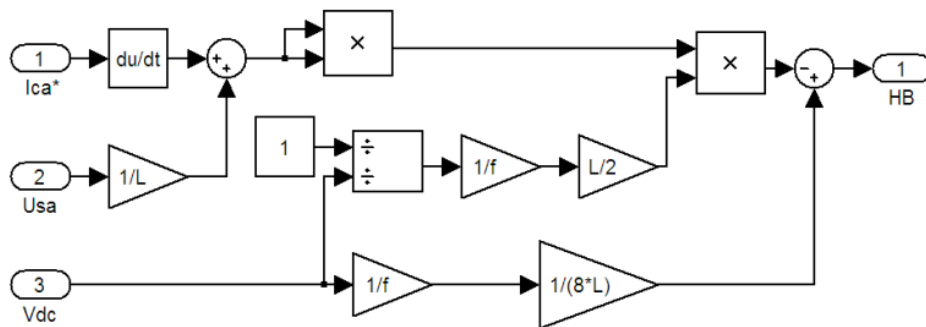 1
Ica*
du/dt
+
+
×
×
-
+
1
HB
2
Usa
1/L
1
÷
÷
1/f
L/2
3
Vdc
1/f
1/(8*L)